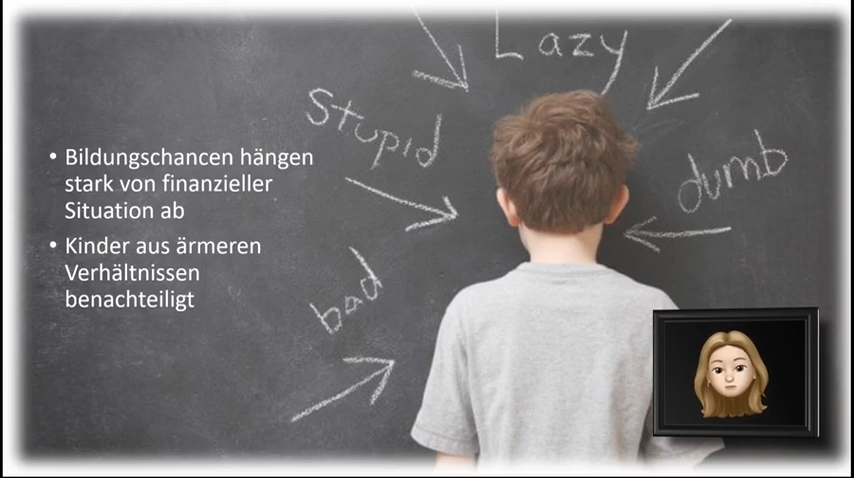 • Bildungschancen hängen
stark von finanzieller
Situation ab
• Kinder aus ärmeren
Verhältnissen
benachteiligt
Lazy
Stupid
dumb
bad